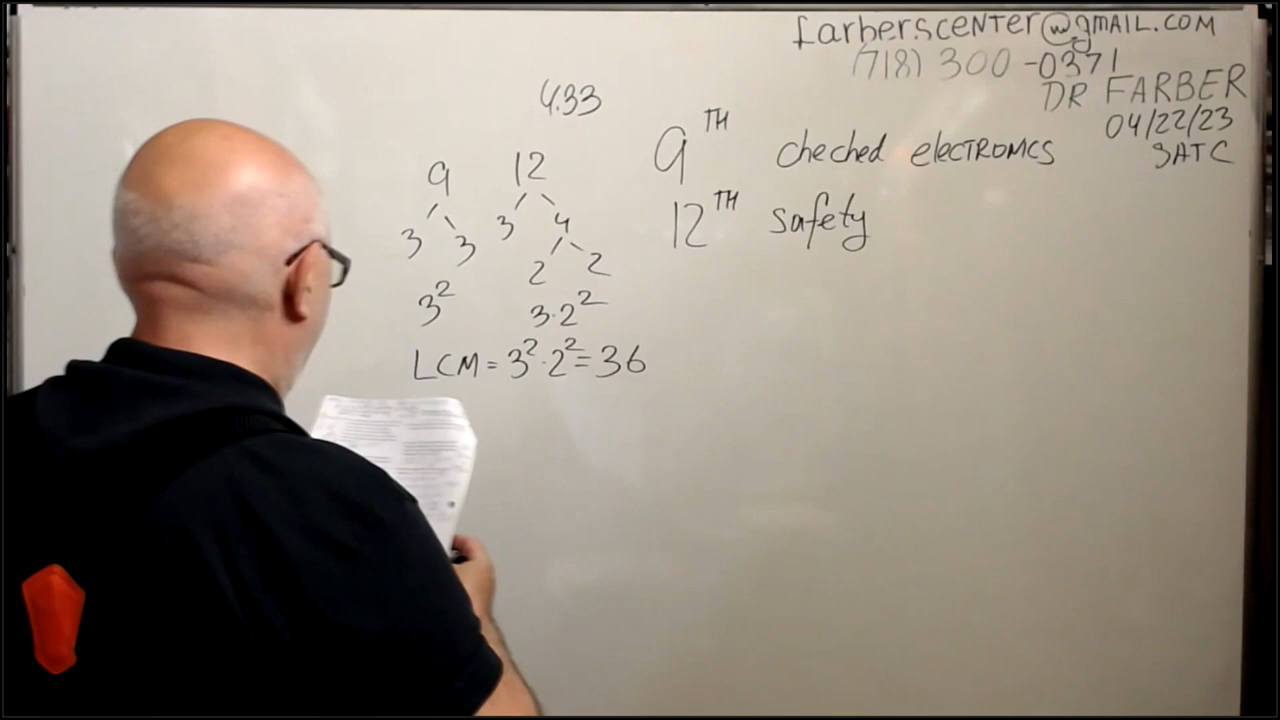 farberscenter@gmail.com
(718) 300-0371
DR FARBER
04/22/23
SATC
4.33
9TH checked electronics
12TH safety
9 12
3 3 3 4
2 2
3² 3·2²
LCM = 3²·2² = 36